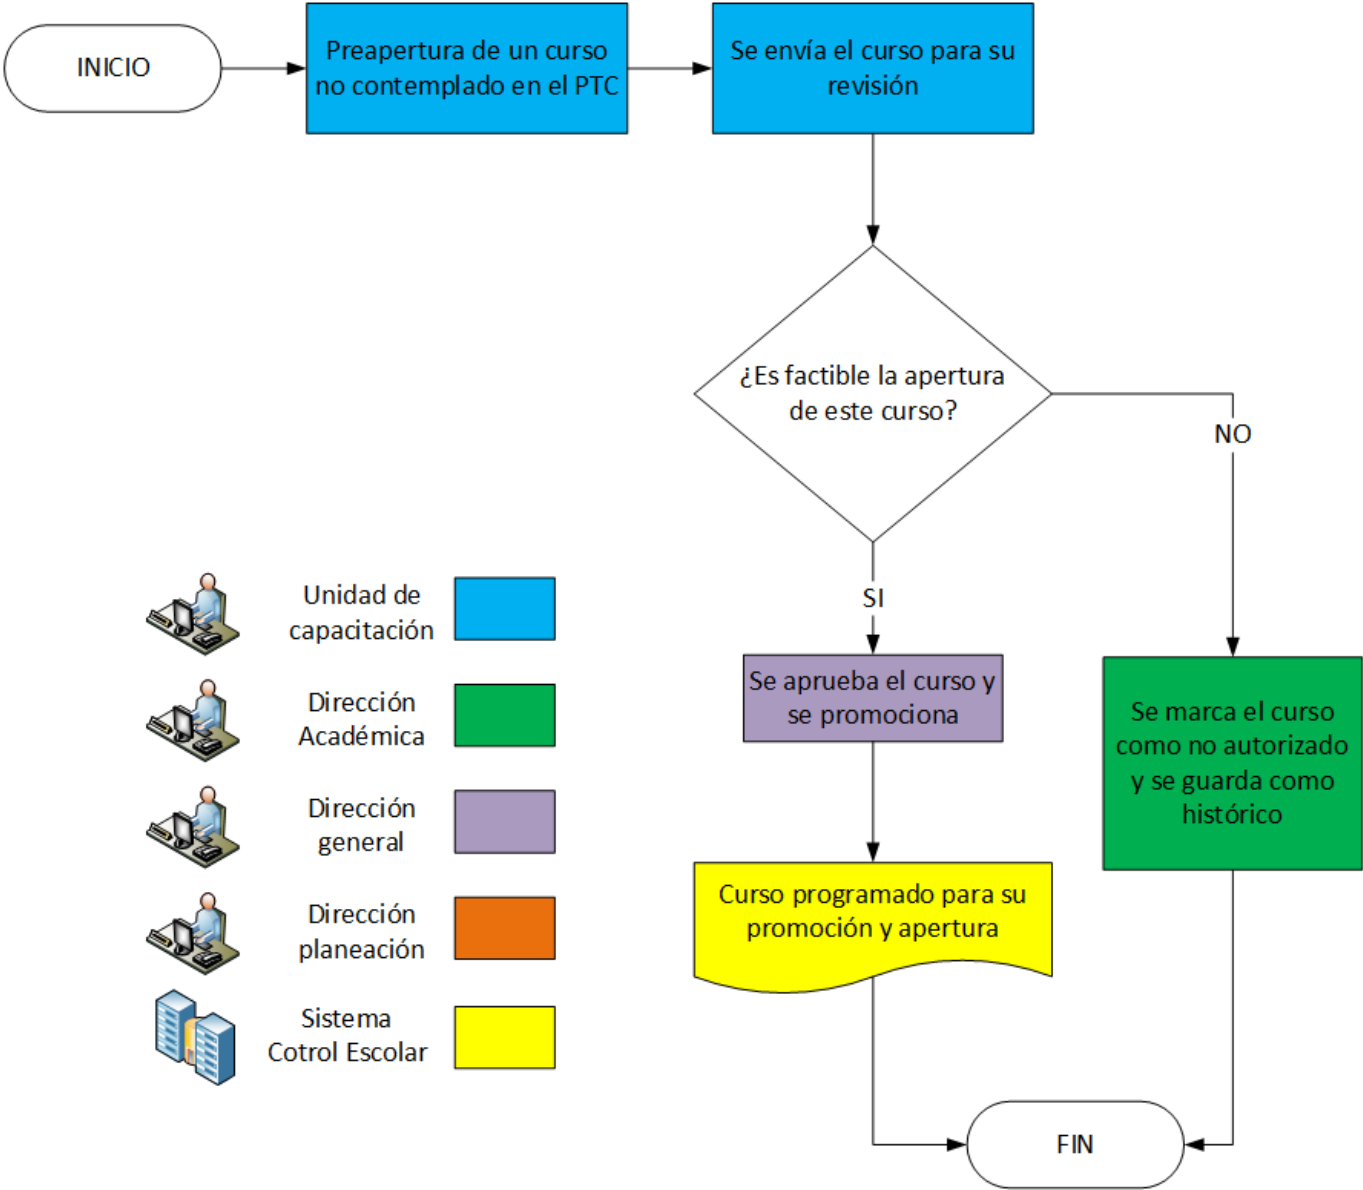 INICIO
Preapertura de un curso
no contemplado en el PTC
Se envía el curso para su
revisión
¿Es factible la apertura
de este curso?
NO
SI
Se aprueba el curso y
se promociona
Se marca el curso
como no autorizado
y se guarda como
histórico
Curso programado para su
promoción y apertura
FIN
Unidad de
capacitación
Dirección
Académica
Dirección
general
Dirección
planeación
Sistema
Cotrol Escolar